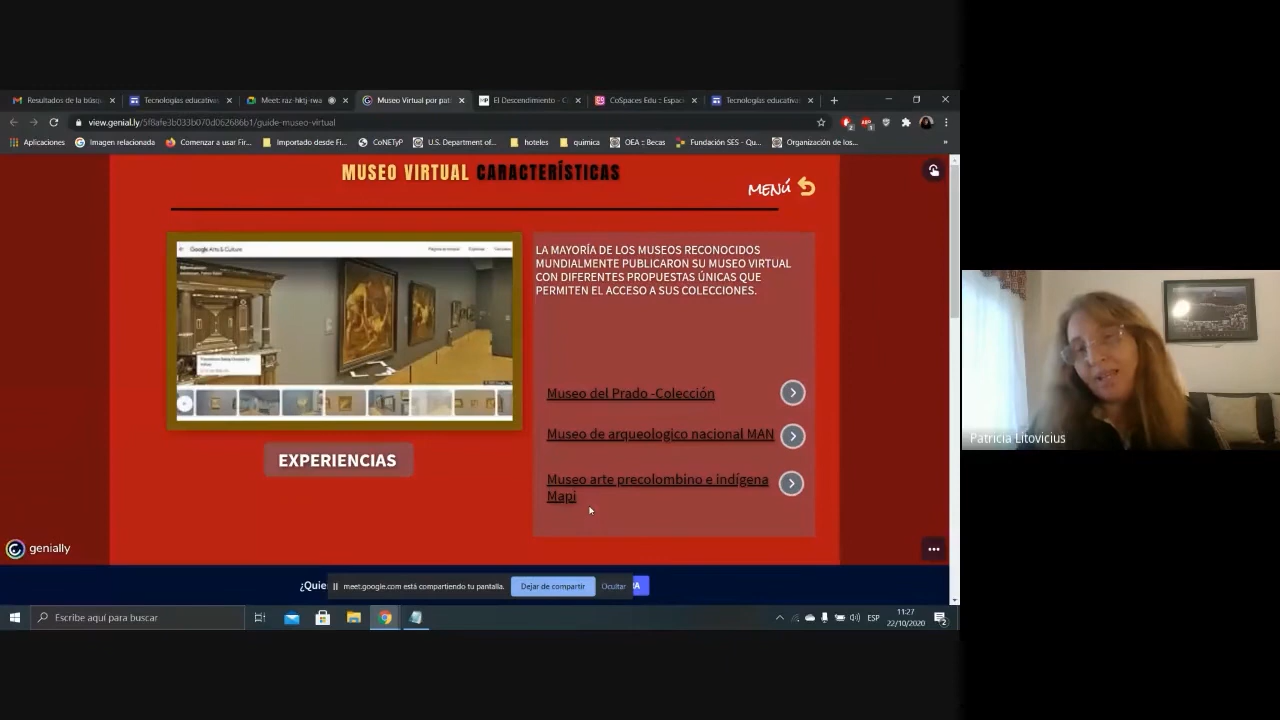 Resultados de la búsq
Tecnologías educativas
Meet: raz-hktj-rwa
Museo Virtual por pat
El Descendimiento - C
CoSpaces Edu :: Espac
Tecnologías educativas
view.genial.ly/5f8afe3b033b070d062686b1/guide-museo-virtual
Aplicaciones
Imagen relacionada
Comenzar a usar Fir...
Importado desde Fi...
CoNETyP
U.S. Department of...
hoteles
quimica
OEA :: Becas
Fundación SES - Qu...
Organización de los...
»
MUSEO VIRTUAL CARACTERÍSTICAS
MENÚ
Google Arts & Culture
LA MAYORÍA DE LOS MUSEOS RECONOCIDOS
MUNDIALMENTE PUBLICARON SU MUSEO VIRTUAL
CON DIFERENTES PROPUESTAS ÚNICAS QUE
PERMITEN EL ACCESO A SUS COLECCIONES.
Museo del Prado -Colección
Museo de arqueologico nacional MAN
Museo arte precolombino e indígena
Mapi
EXPERIENCIAS
genially
¿Quie
meet.google.com está compartiendo tu pantalla.
Dejar de compartir
Ocultar
A
Escribe aquí para buscar
ESP
11:27
22/10/2020
2
Patricia Litovicius